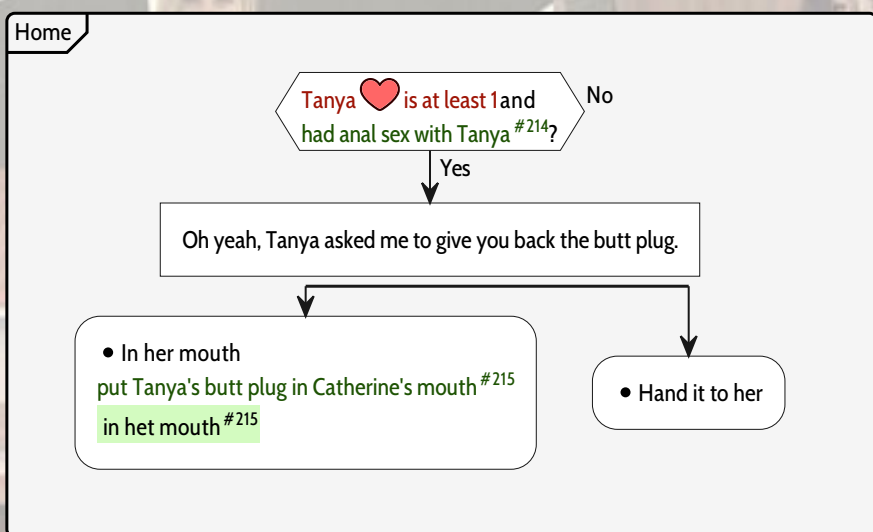 Home
Tanya is at least 1 and
had anal sex with Tanya #214?
No
Yes
Oh yeah, Tanya asked me to give you back the butt plug.
● In her mouth
put Tanya's butt plug in Catherine's mouth #215
in het mouth #215
● Hand it to her